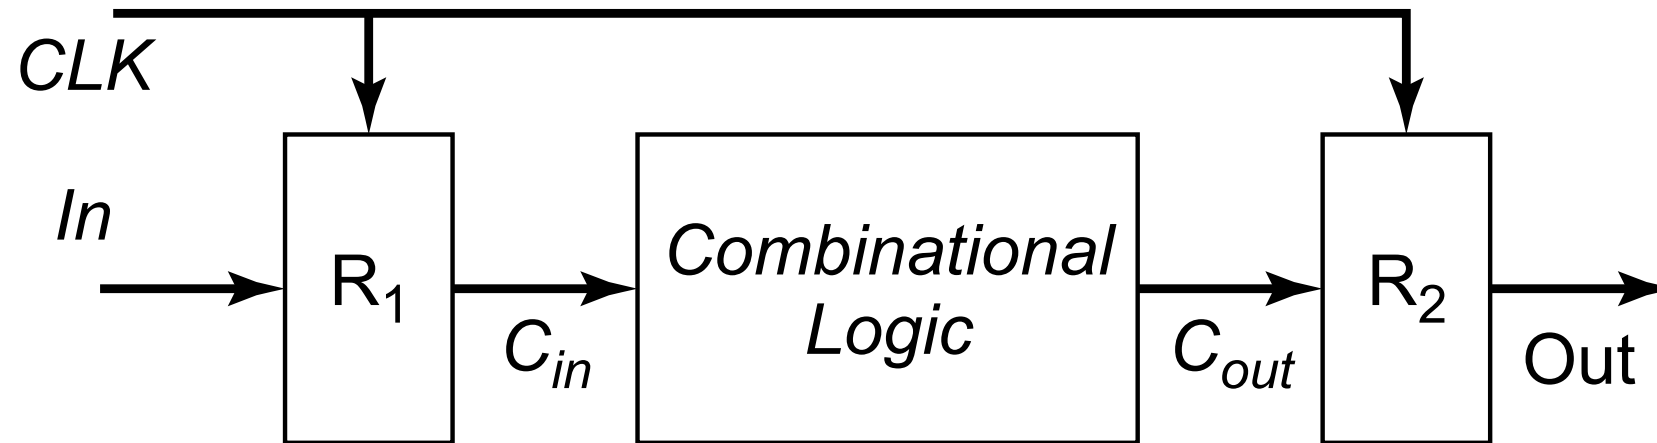 CLK
In
R1
Cin
Combinational
Logic
Cout
R2
Out